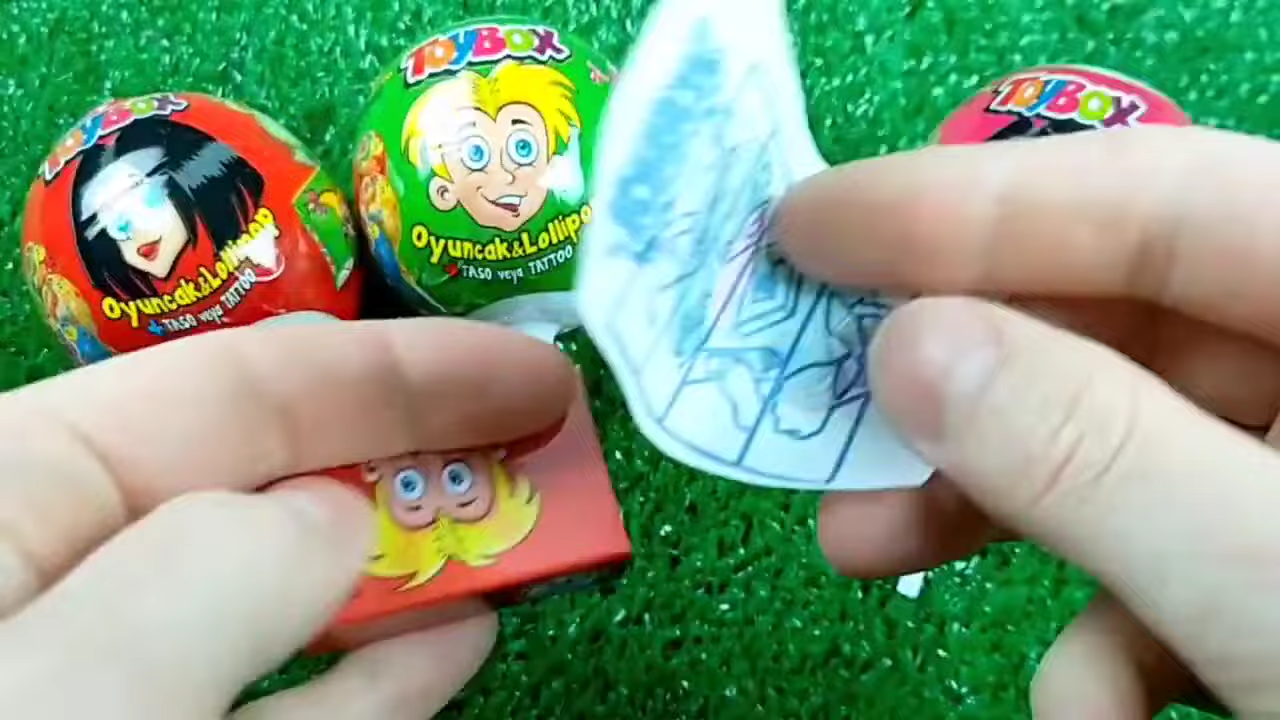 TOYBOX
Oyuncak&Lollipop
+ TASO veya TATTOO
TOYBOX
Oyuncak&Lollipo
TASO veya TATTOO
TOYBOX